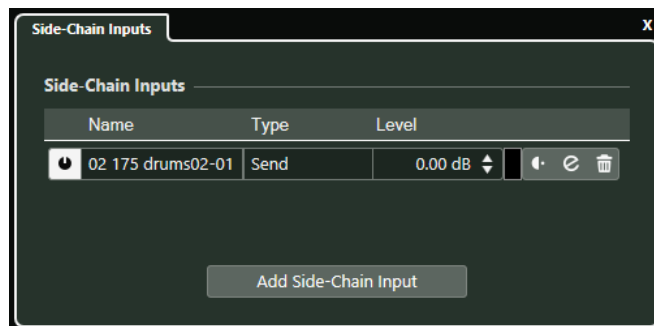 Side-Chain Inputs
X
Side-Chain Inputs
Name Type Level
02 175 drums02-01 Send 0.00 dB
Add Side-Chain Input